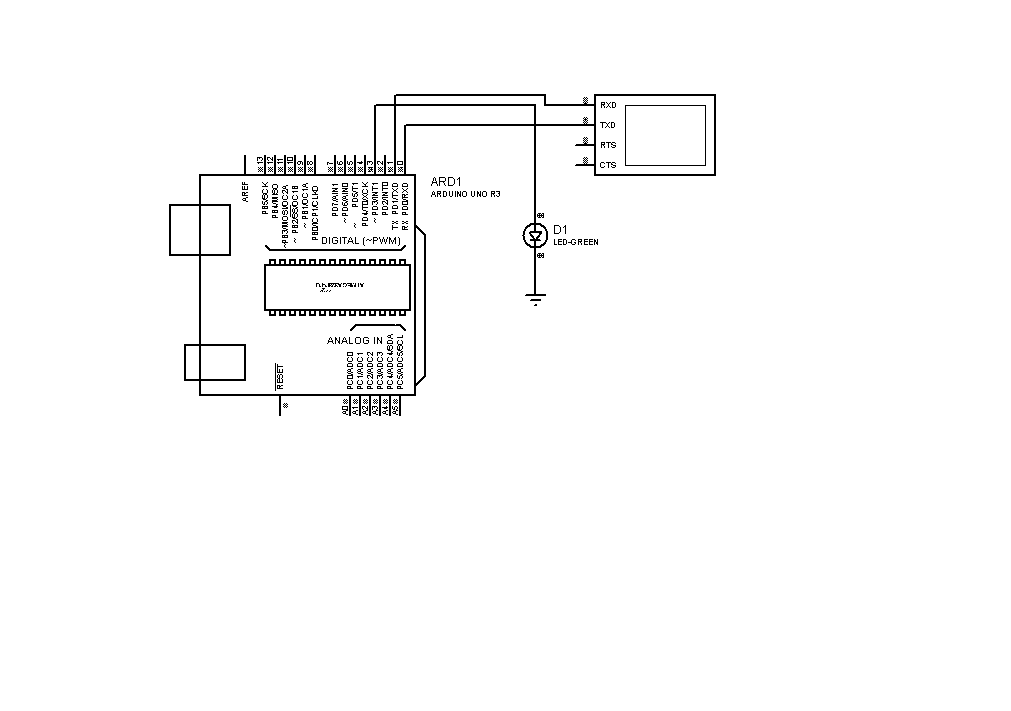 RXD
TXD
RTS
CTS
13
12
11
10
9
8
7
6
5
4
3
2
1
0
AREF
PB5/SCK
PB4/MISO
~PB3/MOSI/OC2A
~ PB2/SS/OC1B
~ PB1/OC1A
PB0/ICP1/CLKO
PD7/AIN1
~ PD6/AIN0
~ PD5/T1
PD4/T0/XCK
~ PD3/INT1
PD2/INT0
TX PD1/TXD
RX PD0/RXD
ARD1
ARDUINO UNO R3
DIGITAL (~PWM)
D1
LED-GREEN
ANALOG IN
RESET
PC0/ADC0
PC1/ADC1
PC2/ADC2
PC3/ADC3
PC4/ADC4/SDA
PC5/ADC5/SCL
A0
A1
A2
A3
A4
A5